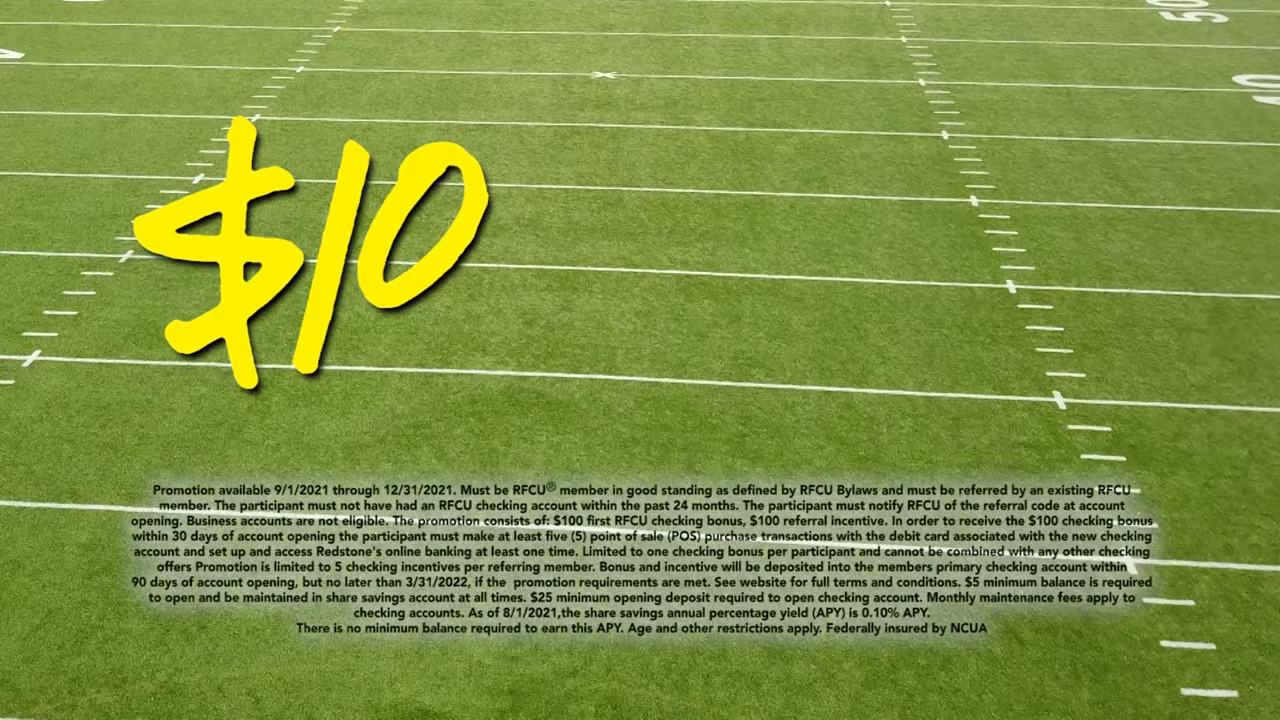 50
$10
Promotion available 9/1/2021 through 12/31/2021. Must be RFCU® member in good standing as defined by RFCU Bylaws and must be referred by an existing RFCU
member. The participant must not have had an RFCU checking account within the past 24 months. The participant must notify RFCU of the referral code at account
opening. Business accounts are not eligible. The promotion consists of: $100 first RFCU checking bonus, $100 referral incentive. In order to receive the $100 checking bonus
within 30 days of account opening the participant must make at least five (5) point of sale (POS) purchase transactions with the debit card associated with the new checking
account and set up and access Redstone's online banking at least one time. Limited to one checking bonus per participant and cannot be combined with any other checking
offers Promotion is limited to 5 checking incentives per referring member. Bonus and incentive will be deposited into the members primary checking account within
90 days of account opening, but no later than 3/31/2022, if the promotion requirements are met. See website for full terms and conditions. $5 minimum balance is required
to open and be maintained in share savings account at all times. $25 minimum opening deposit required to open checking account. Monthly maintenance fees apply to
checking accounts. As of 8/1/2021,the share savings annual percentage yield (APY) is 0.10% APY.
There is no minimum balance required to earn this APY. Age and other restrictions apply. Federally insured by NCUA